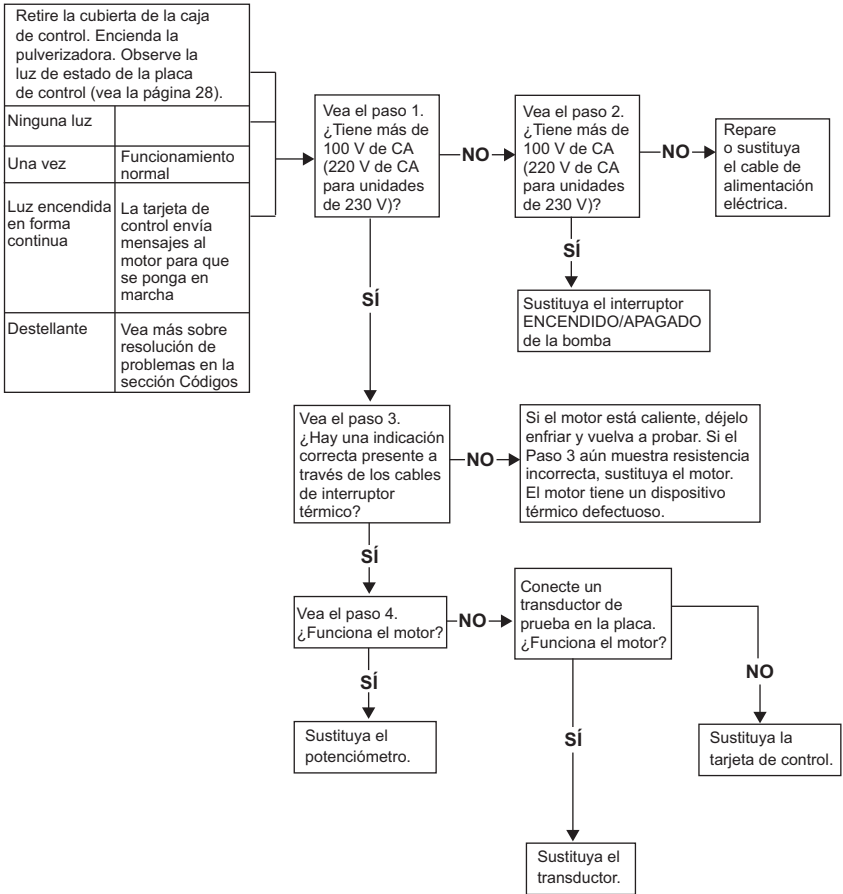 Retire la cubierta de la caja
de control. Encienda la
pulverizadora. Observe la
luz de estado de la placa
de control (vea la página 28).
Ninguna luz
Una vez
Funcionamiento
normal
Luz encendida
en forma
continua
La tarjeta de
control envía
mensajes al
motor para que
se ponga en
marcha
Destellante
Vea más sobre
resolución de
problemas en la
sección Códigos
Vea el paso 1.
¿Tiene más de
100 V de CA
(220 V de CA
para unidades
de 230 V)?
NO
Vea el paso 2.
¿Tiene más de
100 V de CA
(220 V de CA
para unidades
de 230 V)?
NO
Repare
o sustituya
el cable de
alimentación
eléctrica.
SÍ
Sustituya el interruptor
ENCENDIDO/APAGADO
de la bomba
SÍ
Vea el paso 3.
¿Hay una indicación
correcta presente a
través de los cables
de interruptor
térmico?
NO
Si el motor está caliente, déjelo
enfriar y vuelva a probar. Si el
Paso 3 aún muestra resistencia
incorrecta, sustituya el motor.
El motor tiene un dispositivo
térmico defectuoso.
SÍ
Vea el paso 4.
¿Funciona el motor?
NO
Conecte un
transductor de
prueba en la placa.
¿Funciona el motor?
NO
Sustituya la
tarjeta de control.
SÍ
Sustituya el
potenciómetro.
SÍ
Sustituya el
transductor.